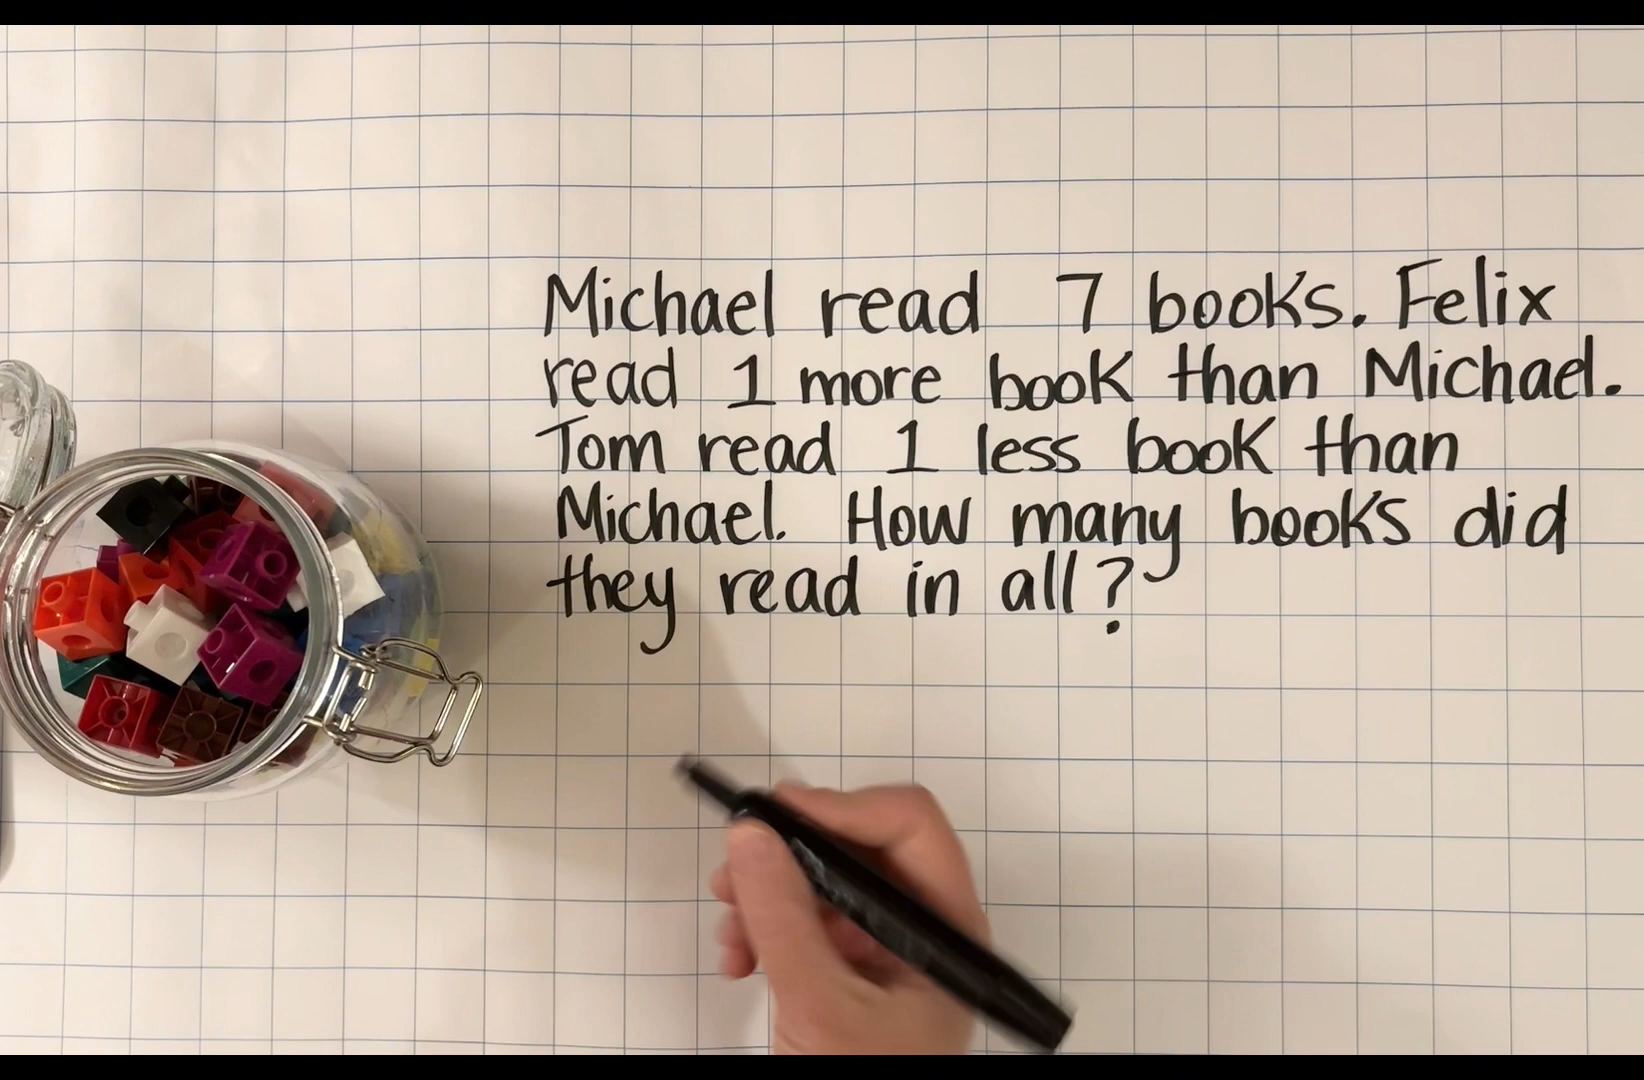 Michael read 7 books. Felix
read 1 more book than Michael.
Tom read 1 less book than
Michael. How many books did
they read in all?